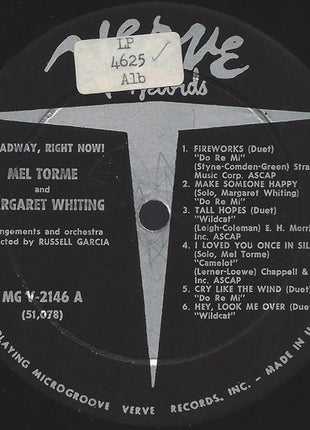 Verve
Records
LP
4625 ✓
Alb
ADWAY, RIGHT NOW!
MEL TORME
and
RGARET WHITING
angements and orchestra
cted by RUSSELL GARCIA
MG V-2146 A
(51,078)
1. FIREWORKS (Duet)
"Do Re Mi"
(Styne-Comden-Green) Stra
Music Corp. ASCAP
2. MAKE SOMEONE HAPPY
(Solo, Margaret Whiting)
"Do Re Mi"
3. TALL HOPES (Duet)
"Wildcat"
(Leigh-Coleman) E. H. Morri
Inc. ASCAP
4. I LOVED YOU ONCE IN SIL
(Solo, Mel Torme)
"Camelot"
(Lerner-Loewe) Chappell &
Inc. ASCAP
5. CRY LIKE THE WIND (Duet)
"Do Re Mi"
6. HEY, LOOK ME OVER (Duet)
"Wildcat"
PLAYING MICROGROOVE VERVE RECORDS, INC. - MADE IN U.